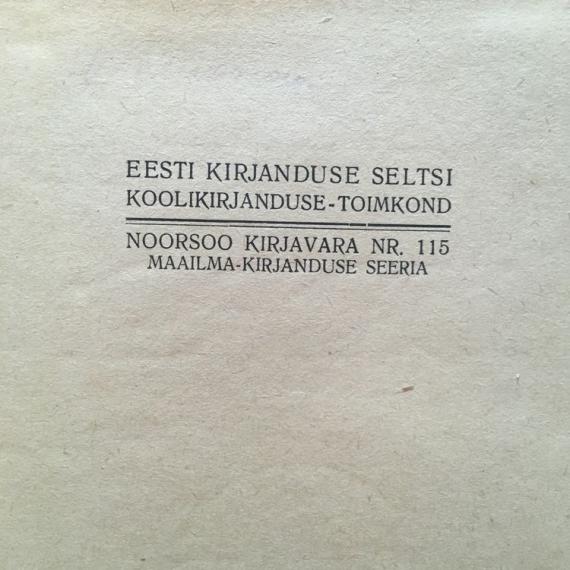 EESTI KIRJANDUSE SELTSI
KOOLIKIRJANDUSE-TOIMKOND
NOORSOO KIRJAVARA NR. 115
MAAILMA-KIRJANDUSE SEERIA